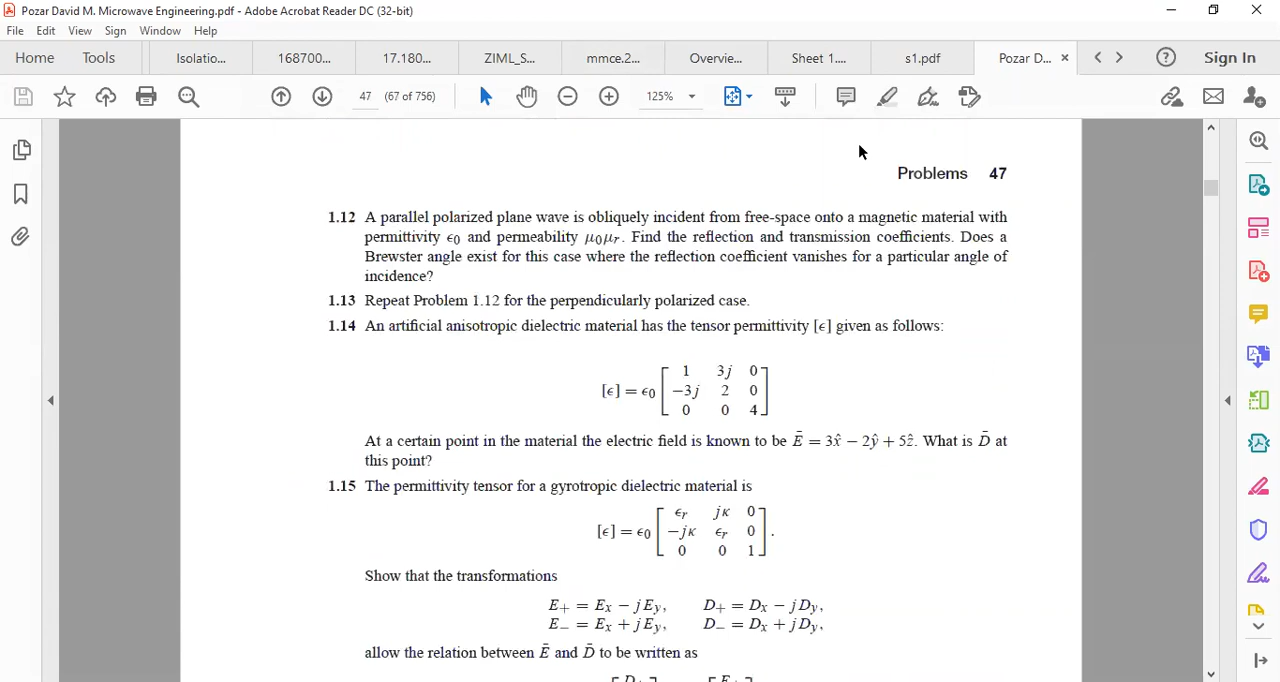 Pozar David M. Microwave Engineering.pdf - Adobe Acrobat Reader DC (32-bit)
File Edit View Sign Window Help
Home Tools Isolatio... 168700... 17.180... ZIML_S... mmce.2... Overvie... Sheet 1.... s1.pdf Pozar D... × Sign In
47 (67 of 756) 125%
Problems 47
1.12 A parallel polarized plane wave is obliquely incident from free-space onto a magnetic material with
permittivity ϵ0 and permeability μ0μr. Find the reflection and transmission coefficients. Does a
Brewster angle exist for this case where the reflection coefficient vanishes for a particular angle of
incidence?
1.13 Repeat Problem 1.12 for the perpendicularly polarized case.
1.14 An artificial anisotropic dielectric material has the tensor permittivity [ϵ] given as follows:
1 3j 0
[ϵ] = ϵ0 −3j 2 0
0 0 4
At a certain point in the material the electric field is known to be Ē = 3x̂ − 2ŷ + 5ẑ. What is D̄ at
this point?
1.15 The permittivity tensor for a gyrotropic dielectric material is
ϵr jκ 0
[ϵ] = ϵ0 −jκ ϵr 0 .
0 0 1
Show that the transformations
E+ = Ex − jEy, D+ = Dx − jDy,
E− = Ex + jEy, D− = Dx + jDy,
allow the relation between Ē and D̄ to be written as